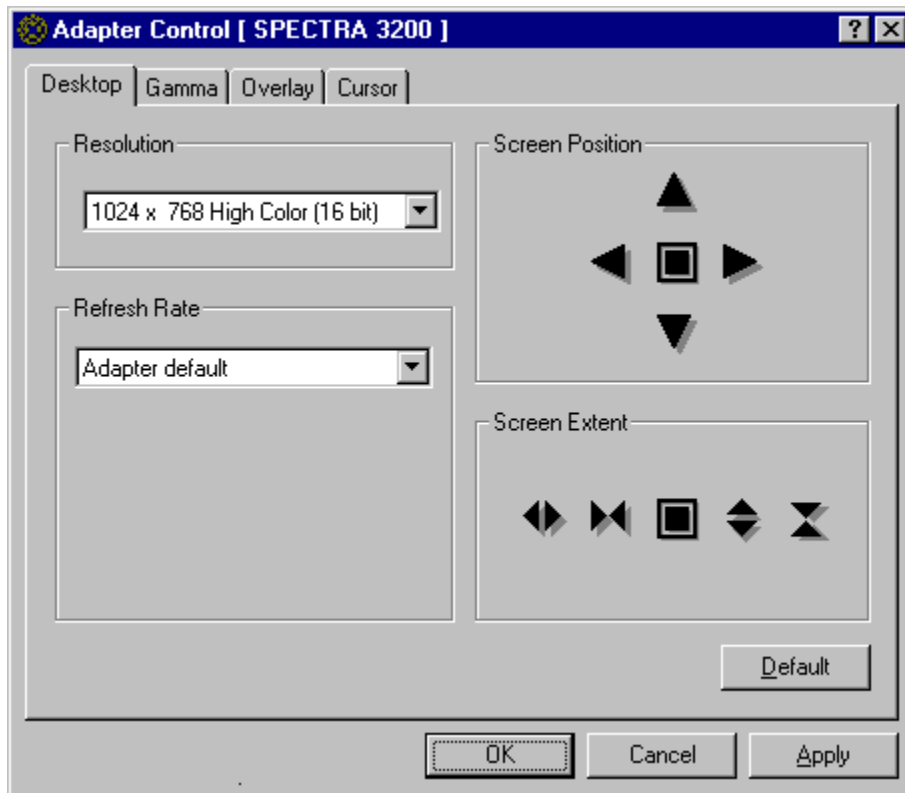 Adapter Control [ SPECTRA 3200 ]
Desktop Gamma Overlay Cursor
Resolution
1024 x  768 High Color (16 bit)
Refresh Rate
Adapter default
Screen Position
Screen Extent
Default
OK Cancel Apply